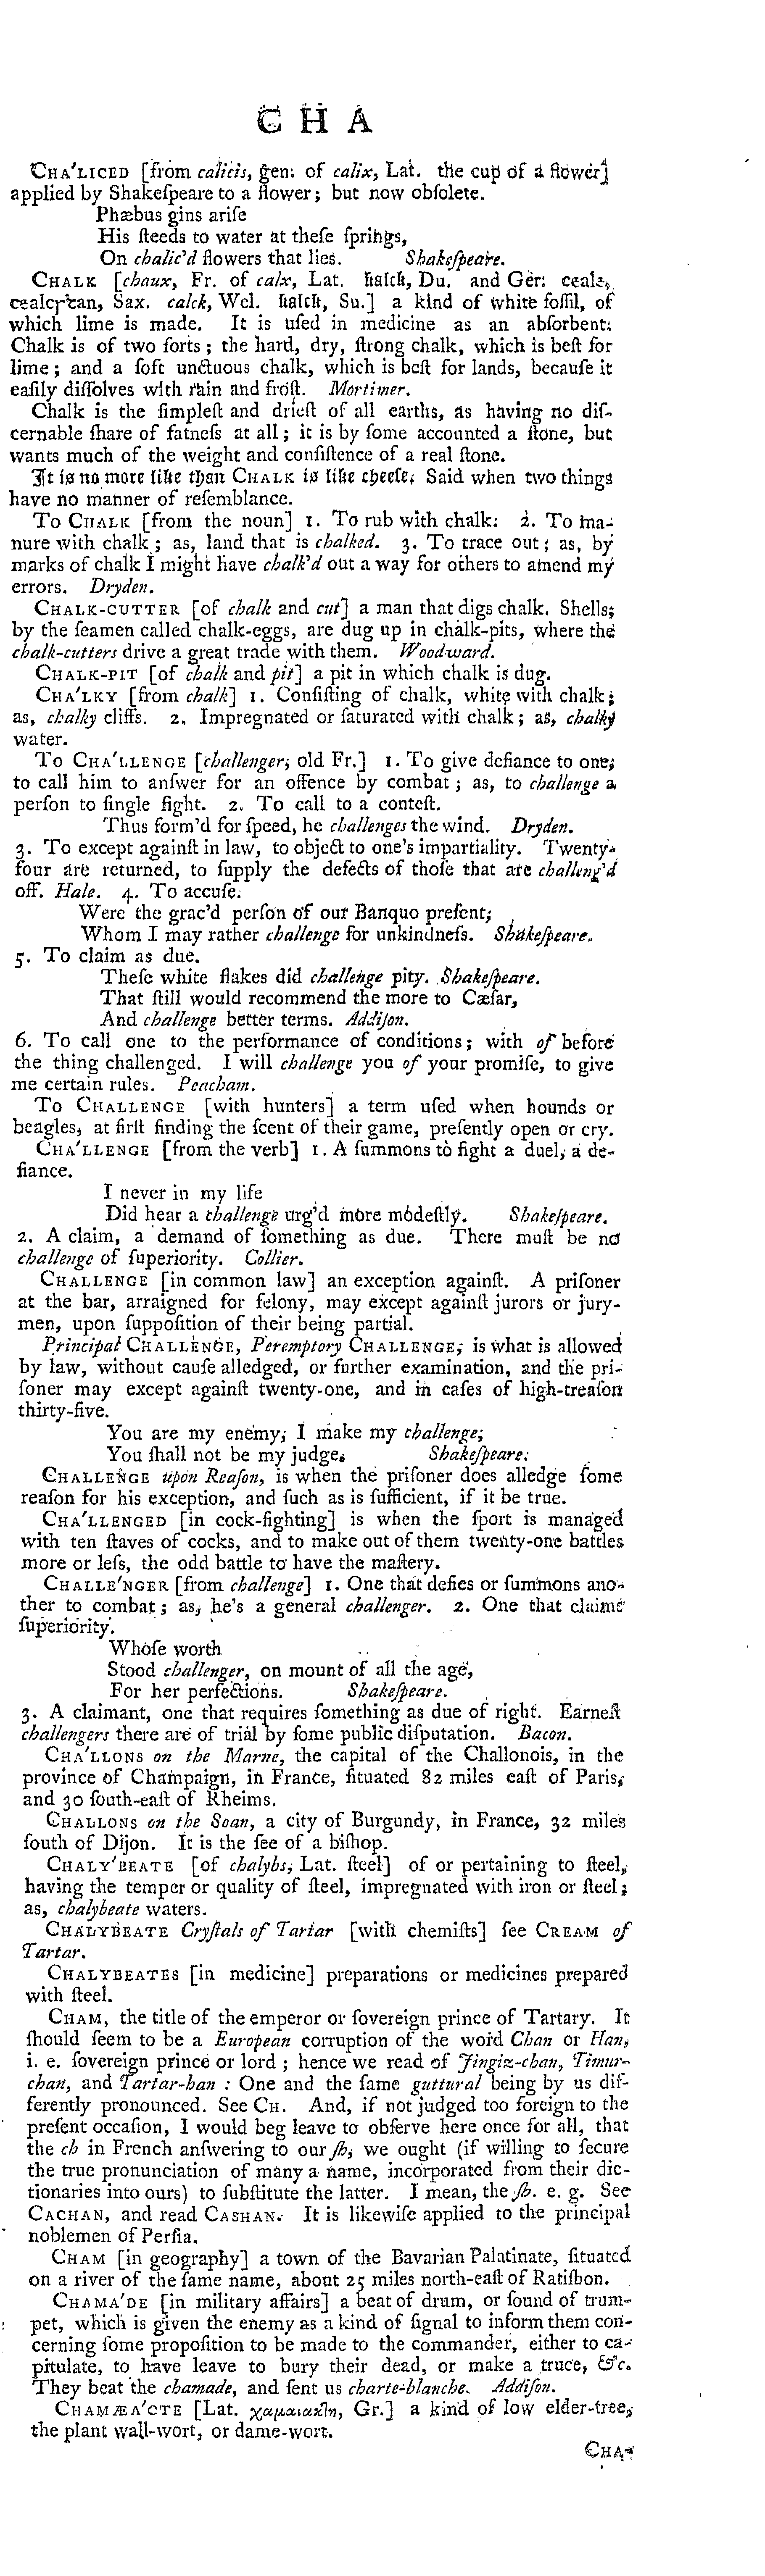 CHA
CHA'LICED [from calicis, gen. of calix, Lat. the cup of a flower]
applied by Shakeſpeare to a flower; but now obſolete.
Phæbus gins ariſe
His ſteeds to water at theſe ſprings,
On chalic'd flowers that lies. Shakeſpeare.
CHALK [chaux, Fr. of calx, Lat. kalck, Du. and Ger. ceale,
cealcſtan, Sax. calck, Wel. kalck, Su.] a kind of white foſſil, of
which lime is made. It is uſed in medicine as an abſorbent.
Chalk is of two ſorts; the hard, dry, ſtrong chalk, which is beſt for
lime; and a ſoft unctuous chalk, which is beſt for lands, becauſe it
eaſily diſſolves with rain and froſt. Mortimer.
Chalk is the ſimpleſt and drieſt of all earths, as having no diſ-
cernable ſhare of fatneſs at all; it is by ſome accounted a ſtone, but
wants much of the weight and conſiſtence of a real ſtone.
It is no more like than CHALK is like cheeſe. Said when two things
have no manner of reſemblance.
To CHALK [from the noun] 1. To rub with chalk. 2. To ma-
nure with chalk; as, land that is chalked. 3. To trace out; as, by
marks of chalk I might have chalk'd out a way for others to amend my
errors. Dryden.
CHALK-CUTTER [of chalk and cut] a man that digs chalk. Shells;
by the ſeamen called chalk-eggs, are dug up in chalk-pits, where the
chalk-cutters drive a great trade with them. Woodward.
CHALK-PIT [of chalk and pit] a pit in which chalk is dug.
CHA'LKY [from chalk] 1. Conſiſting of chalk, white with chalk;
as, chalky cliffs. 2. Impregnated or ſaturated with chalk; as, chalky
water.
To CHA'LLENGE [challenger, old Fr.] 1. To give defiance to one;
to call him to anſwer for an offence by combat; as, to challenge a
perſon to ſingle fight. 2. To call to a conteſt.
Thus form'd for ſpeed, he challenges the wind. Dryden.
3. To except againſt in law, to object to one's impartiality. Twenty-
four are returned, to ſupply the defects of thoſe that are challeng'd
off. Hale. 4. To accuſe.
Were the grac'd perſon of our Banquo preſent;
Whom I may rather challenge for unkindneſs. Shakeſpeare.
5. To claim as due.
Theſe white flakes did challenge pity. Shakeſpeare.
That ſtill would recommend the more to Cæſar,
And challenge better terms. Addiſon.
6. To call one to the performance of conditions; with of before
the thing challenged. I will challenge you of your promiſe, to give
me certain rules. Peacham.
To CHALLENGE [with hunters] a term uſed when hounds or
beagles, at firſt finding the ſcent of their game, preſently open or cry.
CHA'LLENGE [from the verb] 1. A ſummons to fight a duel, a de-
fiance.
I never in my life
Did hear a challenge urg'd more modeſtly. Shakeſpeare.
2. A claim, a demand of ſomething as due. There muſt be no
challenge of ſuperiority. Collier.
CHALLENGE [in common law] an exception againſt. A priſoner
at the bar, arraigned for felony, may except againſt jurors or jury-
men, upon ſuppoſition of their being partial.
Principal CHALLENGE, Peremptory CHALLENGE, is what is allowed
by law, without cauſe alledged, or further examination, and the pri-
ſoner may except againſt twenty-one, and in caſes of high-treaſon
thirty-five.
You are my enemy; I make my challenge;
You ſhall not be my judge. Shakeſpeare.
CHALLENGE upon Reaſon, is when the priſoner does alledge ſome
reaſon for his exception, and ſuch as is ſufficient, if it be true.
CHA'LLENGED [in cock-fighting] is when the ſport is managed
with ten ſtaves of cocks, and to make out of them twenty-one battles
more or leſs, the odd battle to have the maſtery.
CHALLE'NGER [from challenge] 1. One that defies or ſummons ano-
ther to combat; as, he's a general challenger. 2. One that claims
ſuperiority.
Whoſe worth
Stood challenger, on mount of all the age,
For her perfections. Shakeſpeare.
3. A claimant, one that requires ſomething as due of right. Earneſt
challengers there are of trial by ſome public diſputation. Bacon.
CHA'LLONS on the Marne, the capital of the Challonois, in the
province of Champaign, in France, ſituated 82 miles eaſt of Paris,
and 30 ſouth-eaſt of Rheims.
CHALLONS on the Soan, a city of Burgundy, in France, 32 miles
ſouth of Dijon. It is the ſee of a biſhop.
CHALY'BEATE [of chalybs, Lat. ſteel] of or pertaining to ſteel,
having the temper or quality of ſteel, impregnated with iron or ſteel;
as, chalybeate waters.
CHALYBEATE Cryſtals of Tartar [with chemiſts] ſee CREAM of
Tartar.
CHALYBEATES [in medicine] preparations or medicines prepared
with ſteel.
CHAM, the title of the emperor or ſovereign prince of Tartary. It
ſhould ſeem to be a European corruption of the word Chan or Han,
i. e. ſovereign prince or lord; hence we read of Jingiz-chan, Timur-
chan, and Tartar-han: One and the ſame guttural being by us dif-
ferently pronounced. See CH. And, if not judged too foreign to the
preſent occaſion, I would beg leave to obſerve here once for all, that
the ch in French anſwering to our ſh, we ought (if willing to ſecure
the true pronunciation of many a name, incorporated from their dic-
tionaries into ours) to ſubſtitute the latter. I mean, the ſh. e. g. See
CACHAN, and read CASHAN. It is likewiſe applied to the principal
noblemen of Perſia.
CHAM [in geography] a town of the Bavarian Palatinate, ſituated
on a river of the ſame name, about 25 miles north-eaſt of Ratiſbon.
CHAMA'DE [in military affairs] a beat of drum, or ſound of trum-
pet, which is given the enemy as a kind of ſignal to inform them con-
cerning ſome propoſition to be made to the commander, either to ca-
pitulate, to have leave to bury their dead, or make a truce, &c.
They beat the chamade, and ſent us charte-blanche. Addiſon.
CHAMÆA'CTE [Lat. χαμαιακτη, Gr.] a kind of low elder-tree,
the plant wall-wort, or dame-wort.
CHA-